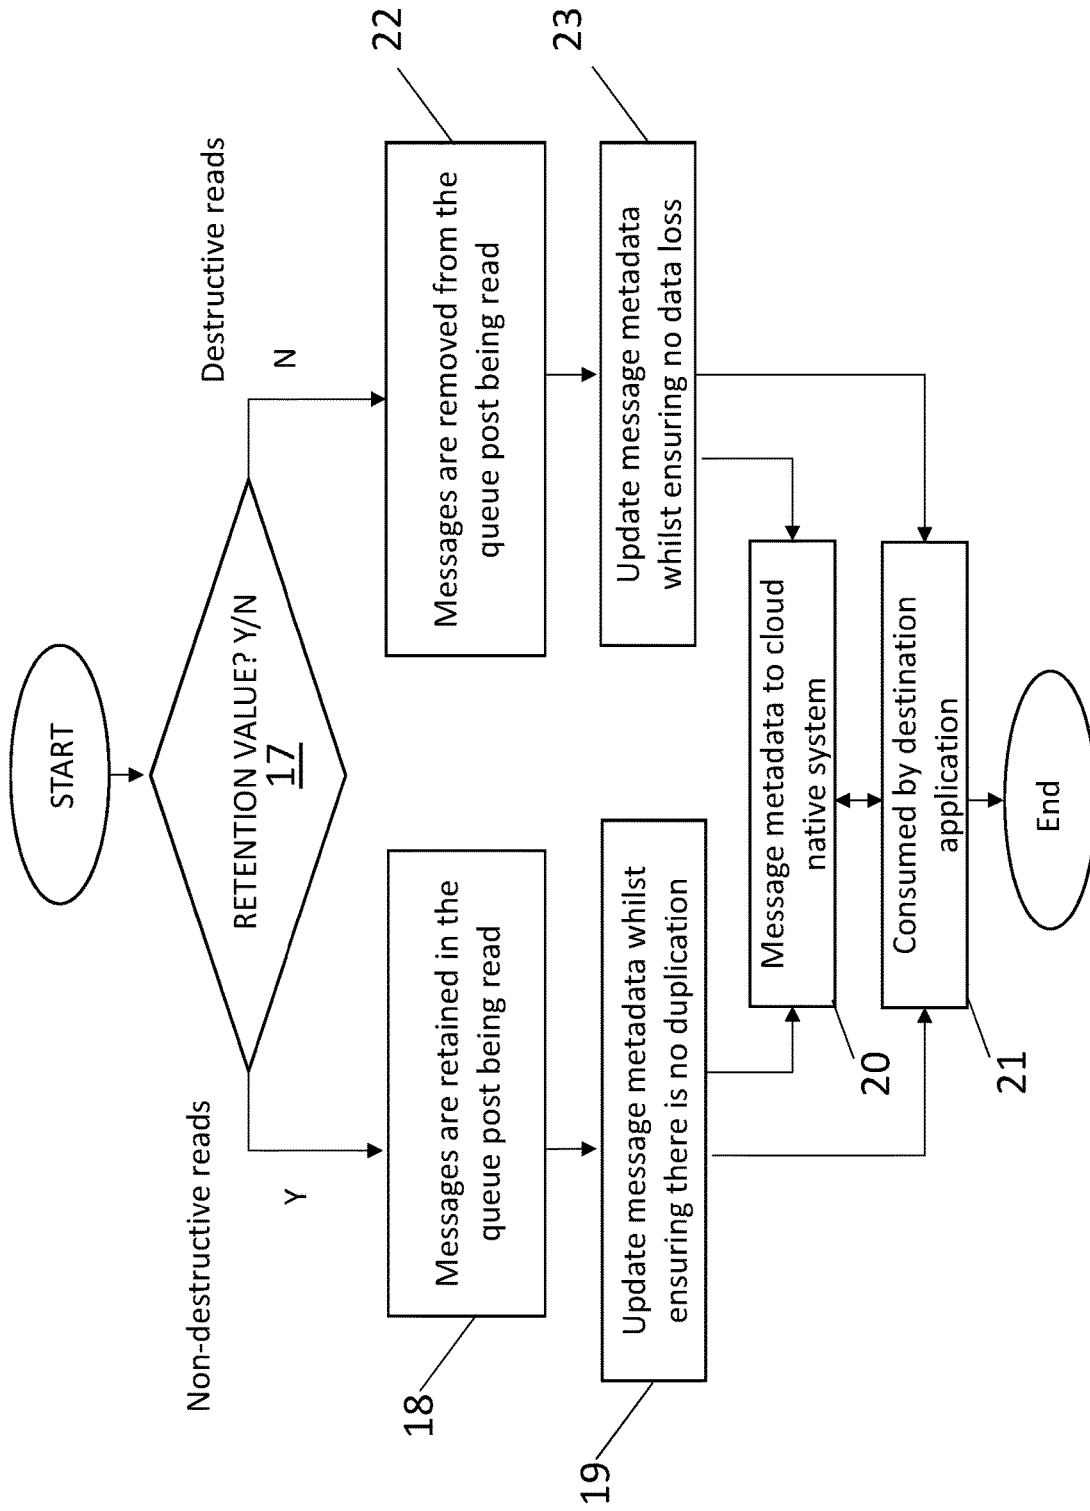 START
RETENTION VALUE? Y/N
17
Non-destructive reads
Y
Destructive reads
N
Messages are retained in the
queue post being read
18
Messages are removed from the
queue post being read
22
Update message metadata whilst
ensuring there is no duplication
19
Update message metadata
whilst ensuring no data loss
23
Message metadata to cloud
native system
20
Consumed by destination
application
21
End